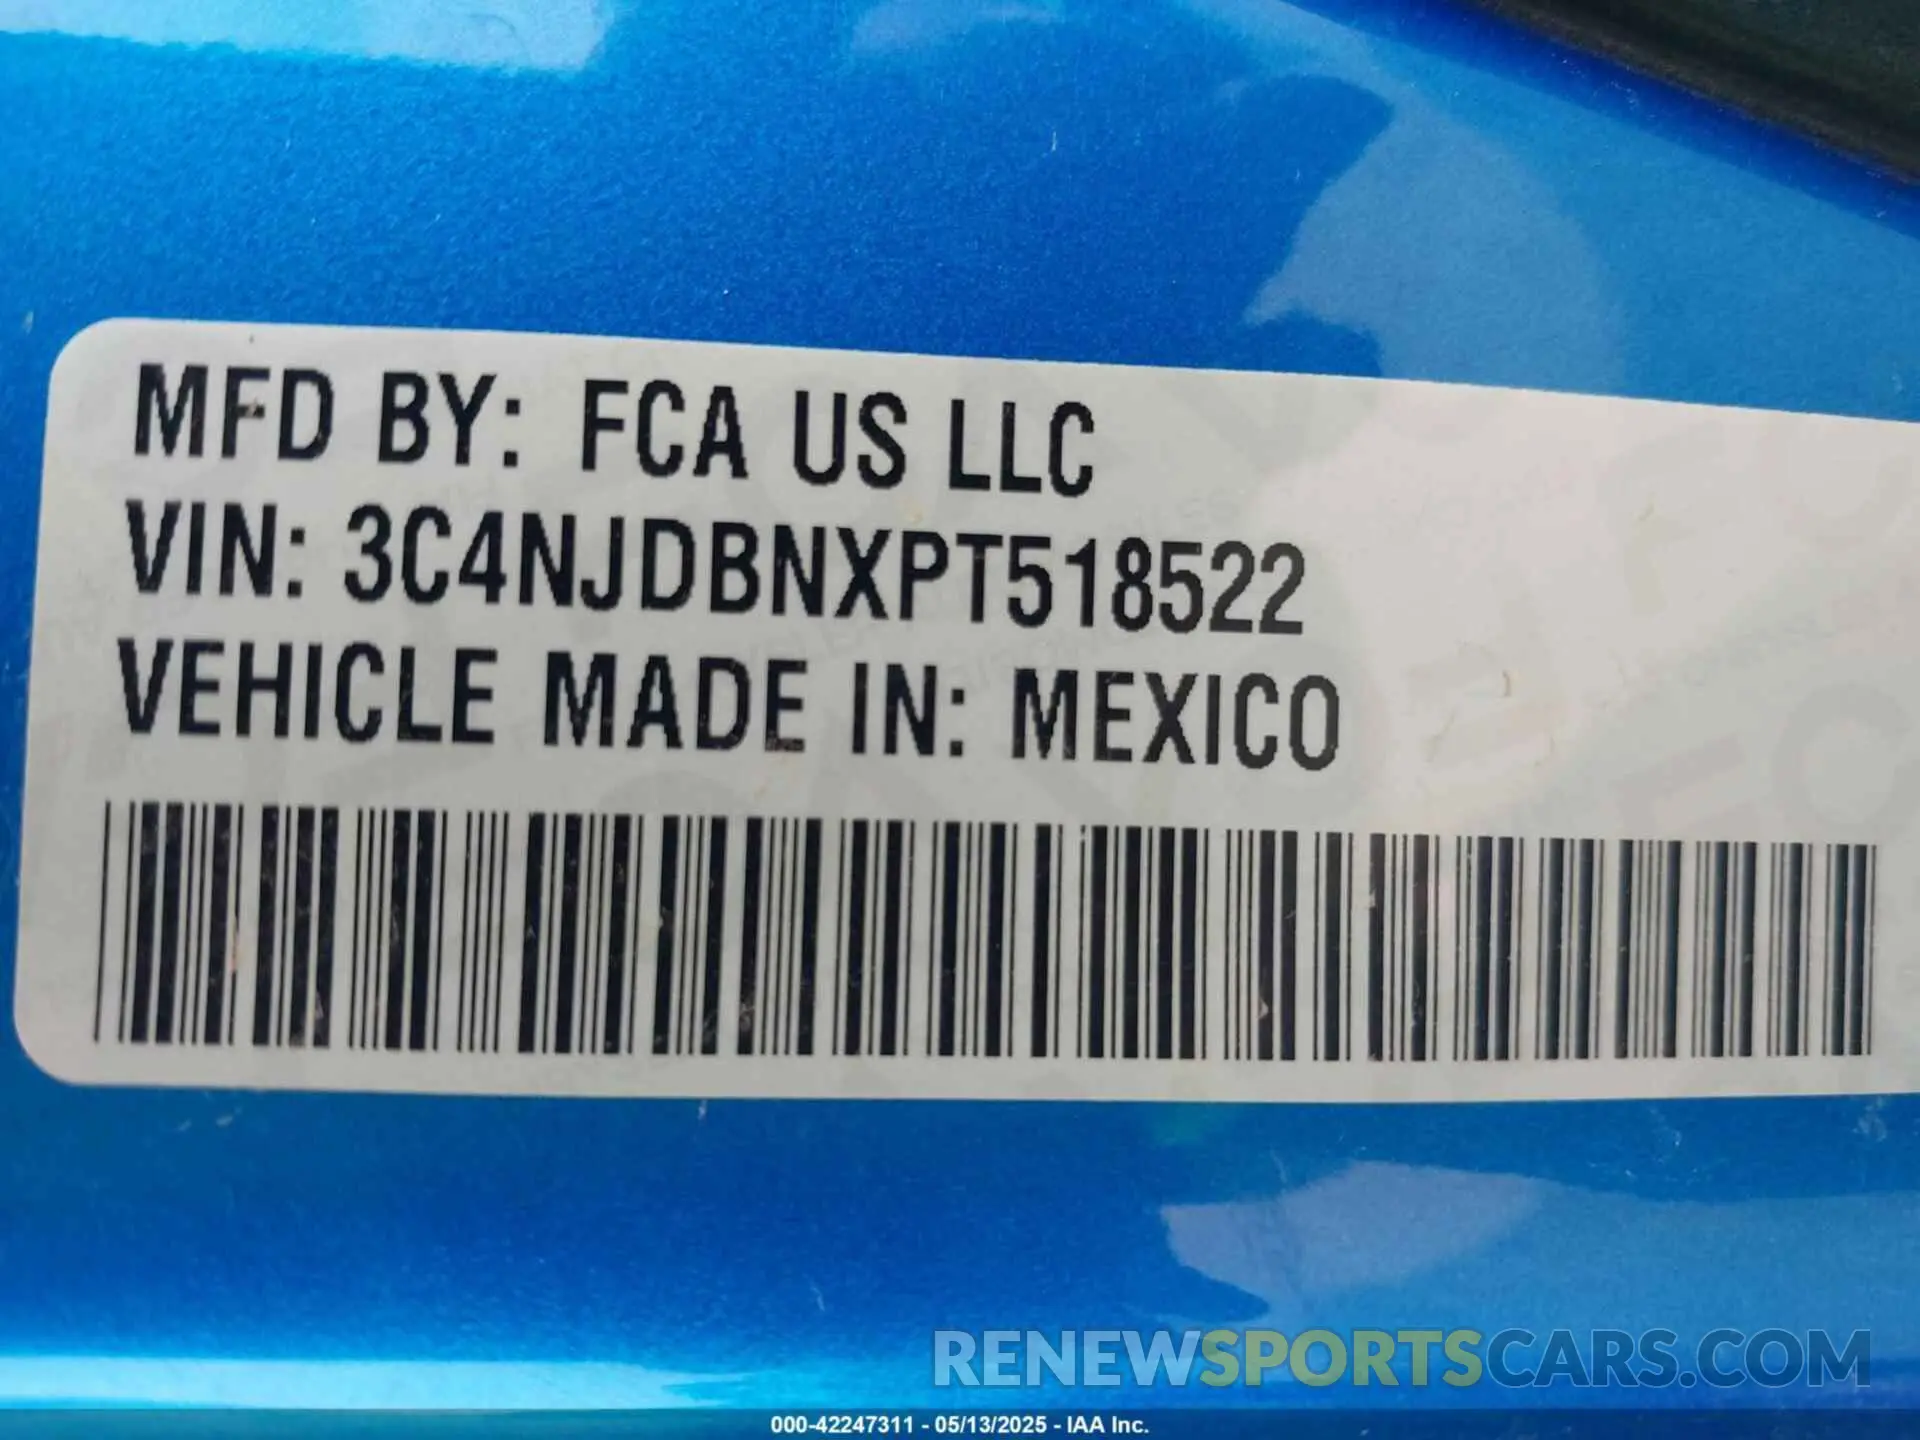 MFD BY: FCA US LLC
VIN: 3C4NJDBNXPT518522
VEHICLE MADE IN: MEXICO
RENEWSPORTSCARS.COM
000-42247311 - 05/13/2025 - IAA Inc.